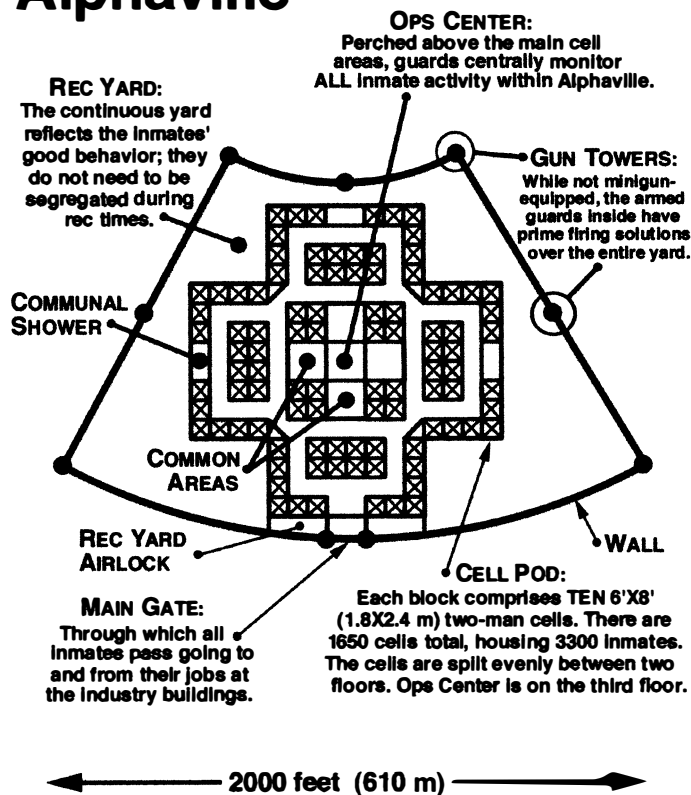 Alphaville
OPS CENTER:
Perched above the main cell
areas, guards centrally monitor
ALL inmate activity within Alphaville.
REC YARD:
The continuous yard
reflects the inmates'
good behavior; they
do not need to be
segregated during
rec times.
GUN TOWERS:
While not minigun-
equipped, the armed
guards inside have
prime firing solutions
over the entire yard.
COMMUNAL
SHOWER
COMMON
AREAS
REC YARD
AIRLOCK
WALL
MAIN GATE:
Through which all
inmates pass going to
and from their jobs at
the industry buildings.
CELL POD:
Each block comprises TEN 6'X8'
(1.8X2.4 m) two-man cells. There are
1650 cells total, housing 3300 inmates.
The cells are split evenly between two
floors. Ops Center is on the third floor.
2000 feet (610 m)